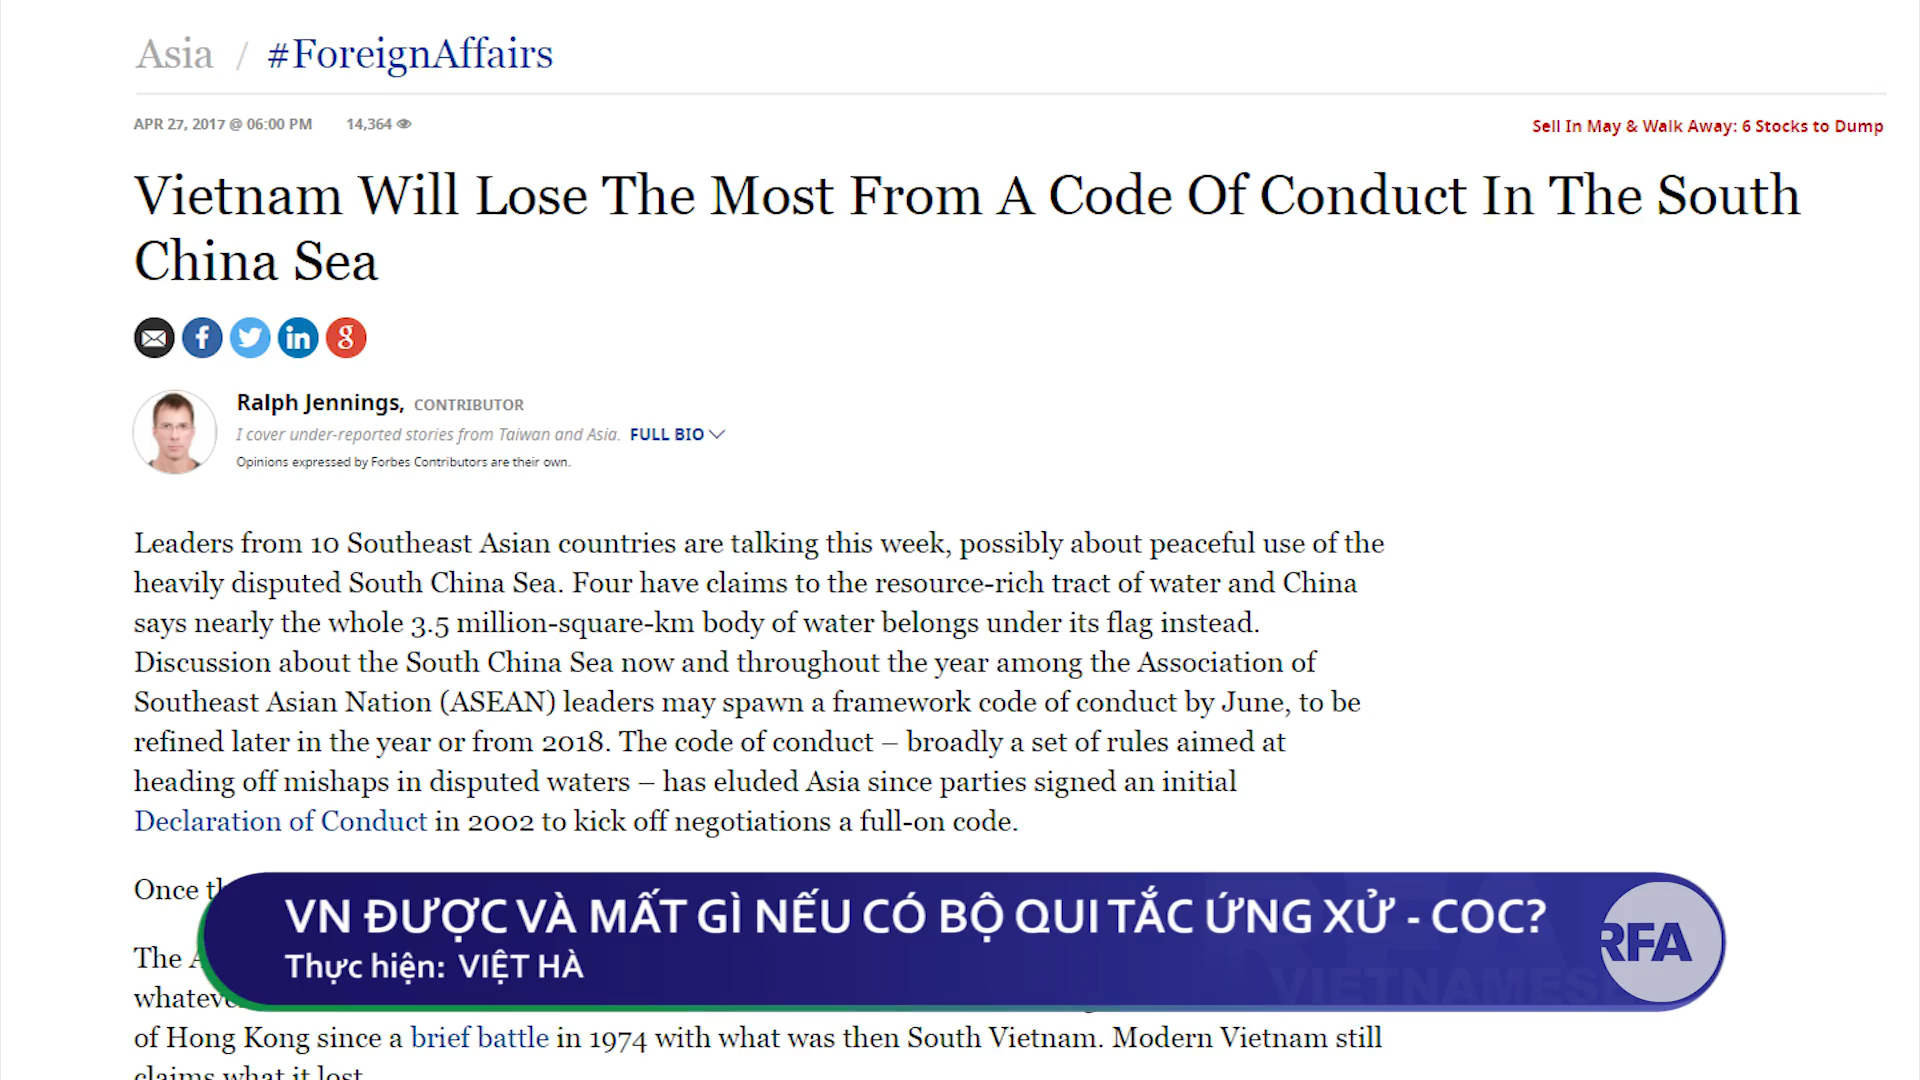 Asia / #ForeignAffairs
APR 27, 2017 @ 06:00 PM 14,364
Sell In May & Walk Away: 6 Stocks to Dump
Vietnam Will Lose The Most From A Code Of Conduct In The South
China Sea
Ralph Jennings, CONTRIBUTOR
I cover under-reported stories from Taiwan and Asia. FULL BIO
Opinions expressed by Forbes Contributors are their own.
Leaders from 10 Southeast Asian countries are talking this week, possibly about peaceful use of the
heavily disputed South China Sea. Four have claims to the resource-rich tract of water and China
says nearly the whole 3.5 million-square-km body of water belongs under its flag instead.
Discussion about the South China Sea now and throughout the year among the Association of
Southeast Asian Nation (ASEAN) leaders may spawn a framework code of conduct by June, to be
refined later in the year or from 2018. The code of conduct – broadly a set of rules aimed at
heading off mishaps in disputed waters – has eluded Asia since parties signed an initial
Declaration of Conduct in 2002 to kick off negotiations a full-on code.
Once
VN ĐƯỢC VÀ MẤT GÌ NẾU CÓ BỘ QUI TẮC ỨNG XỬ - COC?
Thực hiện: VIỆT HÀ
RFA
VIETNAMES
The
of Hong Kong since a brief battle in 1974 with what was then South Vietnam. Modern Vietnam still
claims what it lost